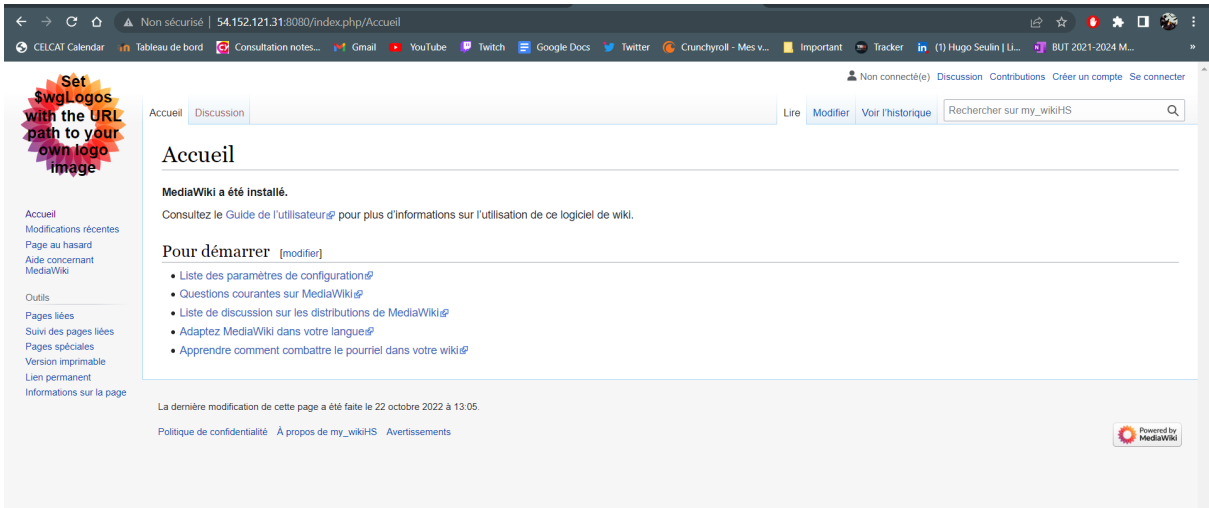 Non sécurisé | 54.152.121.31:8080/index.php/Accueil
CELCAT Calendar Tableau de bord Consultation notes... Gmail YouTube Twitch Google Docs Twitter Crunchyroll - Mes v... Important Tracker (1) Hugo Seulin | Li... BUT 2021-2024 M... »
Set
$wgLogos
with the URL
path to your
own logo
image
Non connecté(e) Discussion Contributions Créer un compte Se connecter
Accueil Discussion Lire Modifier Voir l'historique Rechercher sur my_wikiHS
Accueil
MediaWiki a été installé.
Consultez le Guide de l'utilisateur pour plus d'informations sur l'utilisation de ce logiciel de wiki.
Pour démarrer [modifier]
• Liste des paramètres de configuration
• Questions courantes sur MediaWiki
• Liste de discussion sur les distributions de MediaWiki
• Adaptez MediaWiki dans votre langue
• Apprendre comment combattre le pourriel dans votre wiki
Accueil
Modifications récentes
Page au hasard
Aide concernant
MediaWiki
Outils
Pages liées
Suivi des pages liées
Pages spéciales
Version imprimable
Lien permanent
Informations sur la page
La dernière modification de cette page a été faite le 22 octobre 2022 à 13:05.
Politique de confidentialité À propos de my_wikiHS Avertissements
Powered by
MediaWiki